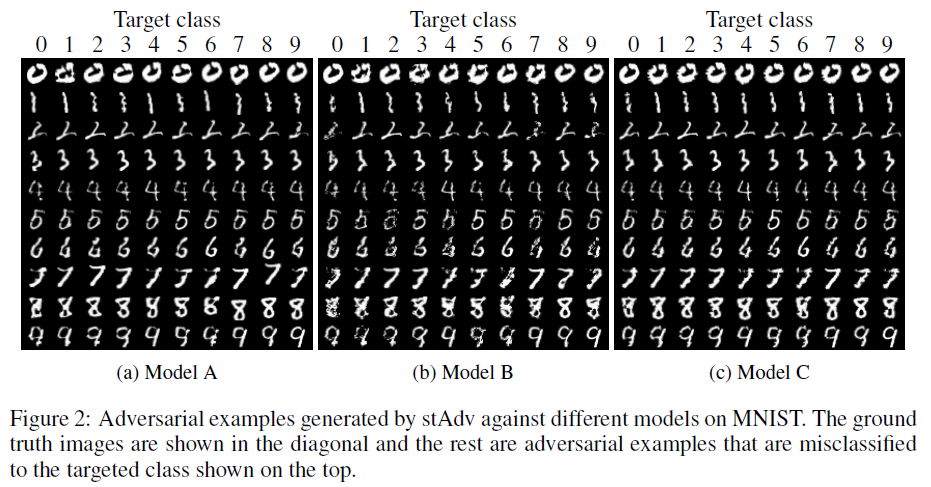 Target class Target class Target class
0 1 2 3 4 5 6 7 8 9 0 1 2 3 4 5 6 7 8 9 0 1 2 3 4 5 6 7 8 9
(a) Model A (b) Model B (c) Model C
Figure 2: Adversarial examples generated by stAdv against different models on MNIST. The ground
truth images are shown in the diagonal and the rest are adversarial examples that are misclassified
to the targeted class shown on the top.